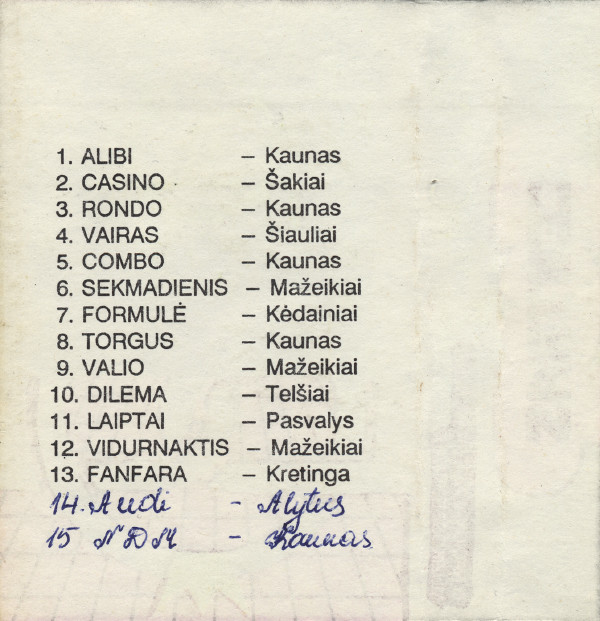 1. ALIBI – Kaunas
2. CASINO – Šakiai
3. RONDO – Kaunas
4. VAIRAS – Šiauliai
5. COMBO – Kaunas
6. SEKMADIENIS – Mažeikiai
7. FORMULĖ – Kėdainiai
8. TORGUS – Kaunas
9. VALIO – Mažeikiai
10. DILEMA – Telšiai
11. LAIPTAI – Pasvalys
12. VIDURNAKTIS – Mažeikiai
13. FANFARA – Kretinga
14. Audi – Alytus
15 – Kaunas